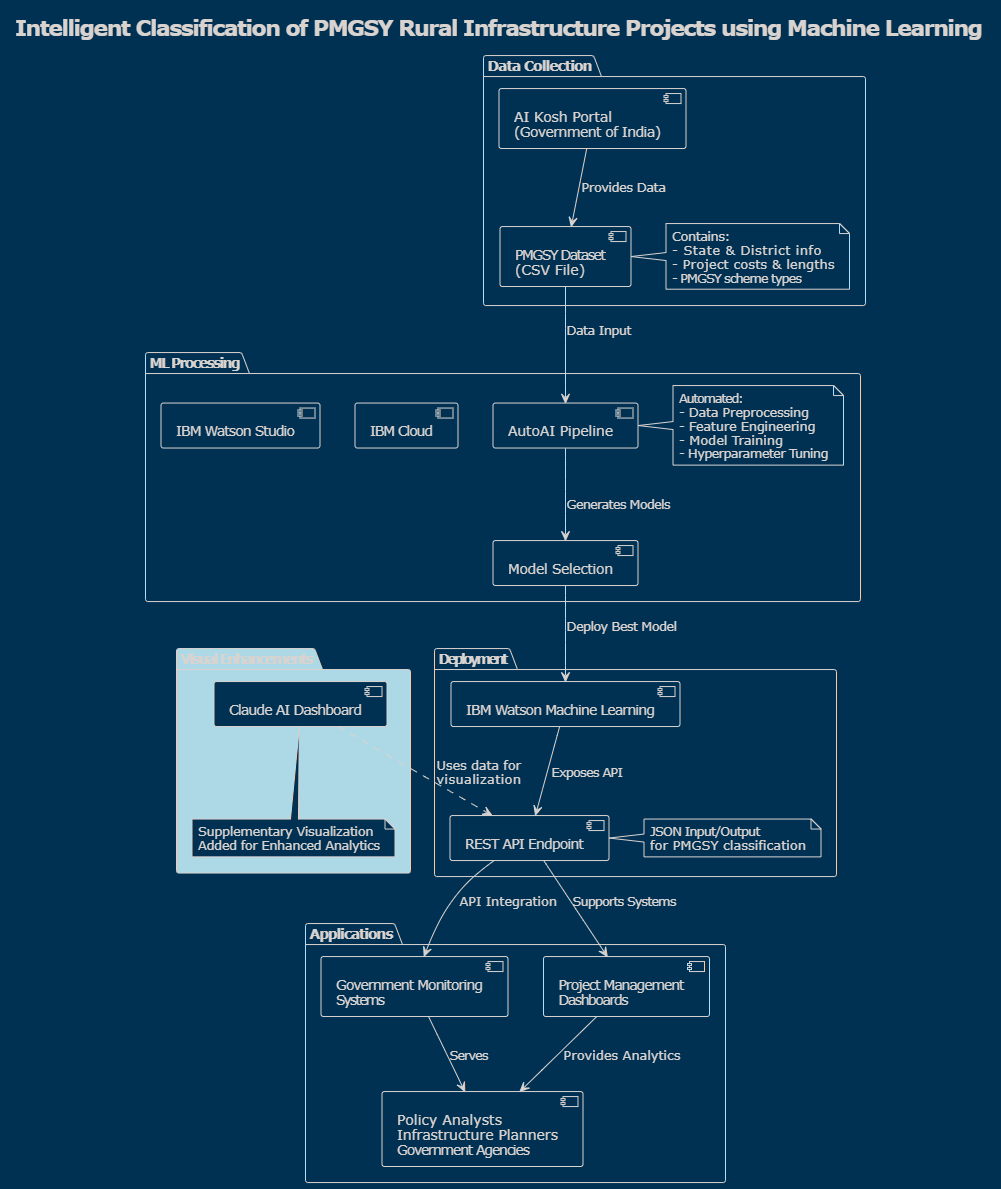 Intelligent Classification of PMGSY Rural Infrastructure Projects using Machine Learning
Data Collection
AI Kosh Portal
(Government of India)
Provides Data
PMGSY Dataset
(CSV File)
Contains:
- State & District info
- Project costs & lengths
- PMGSY scheme types
Data Input
ML Processing
IBM Watson Studio
IBM Cloud
AutoAI Pipeline
Automated:
- Data Preprocessing
- Feature Engineering
- Model Training
- Hyperparameter Tuning
Generates Models
Model Selection
Deploy Best Model
Visual Enhancements
Claude AI Dashboard
Supplementary Visualization
Added for Enhanced Analytics
Uses data for
visualization
Deployment
IBM Watson Machine Learning
Exposes API
REST API Endpoint
JSON Input/Output
for PMGSY classification
API Integration
Supports Systems
Applications
Government Monitoring
Systems
Project Management
Dashboards
Serves
Provides Analytics
Policy Analysts
Infrastructure Planners
Government Agencies